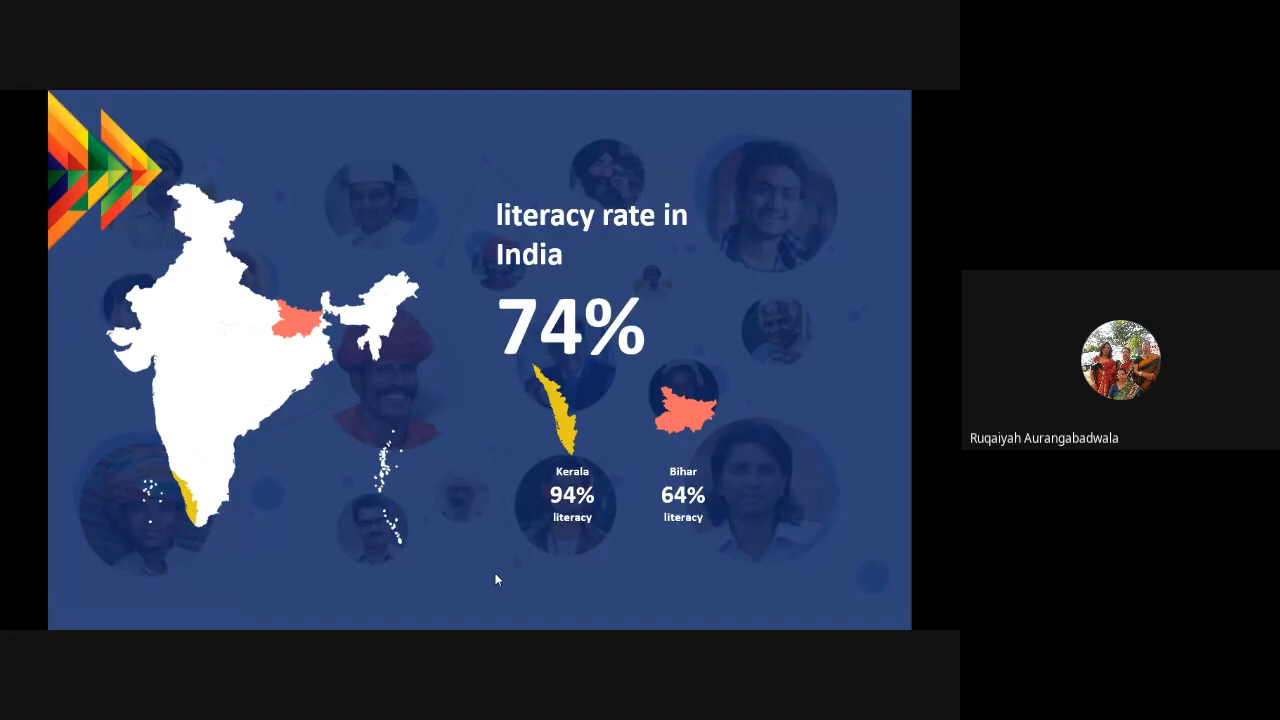 literacy rate in
India
74%
Kerala
94%
literacy
Bihar
64%
literacy
Ruqaiyah Aurangabadwala